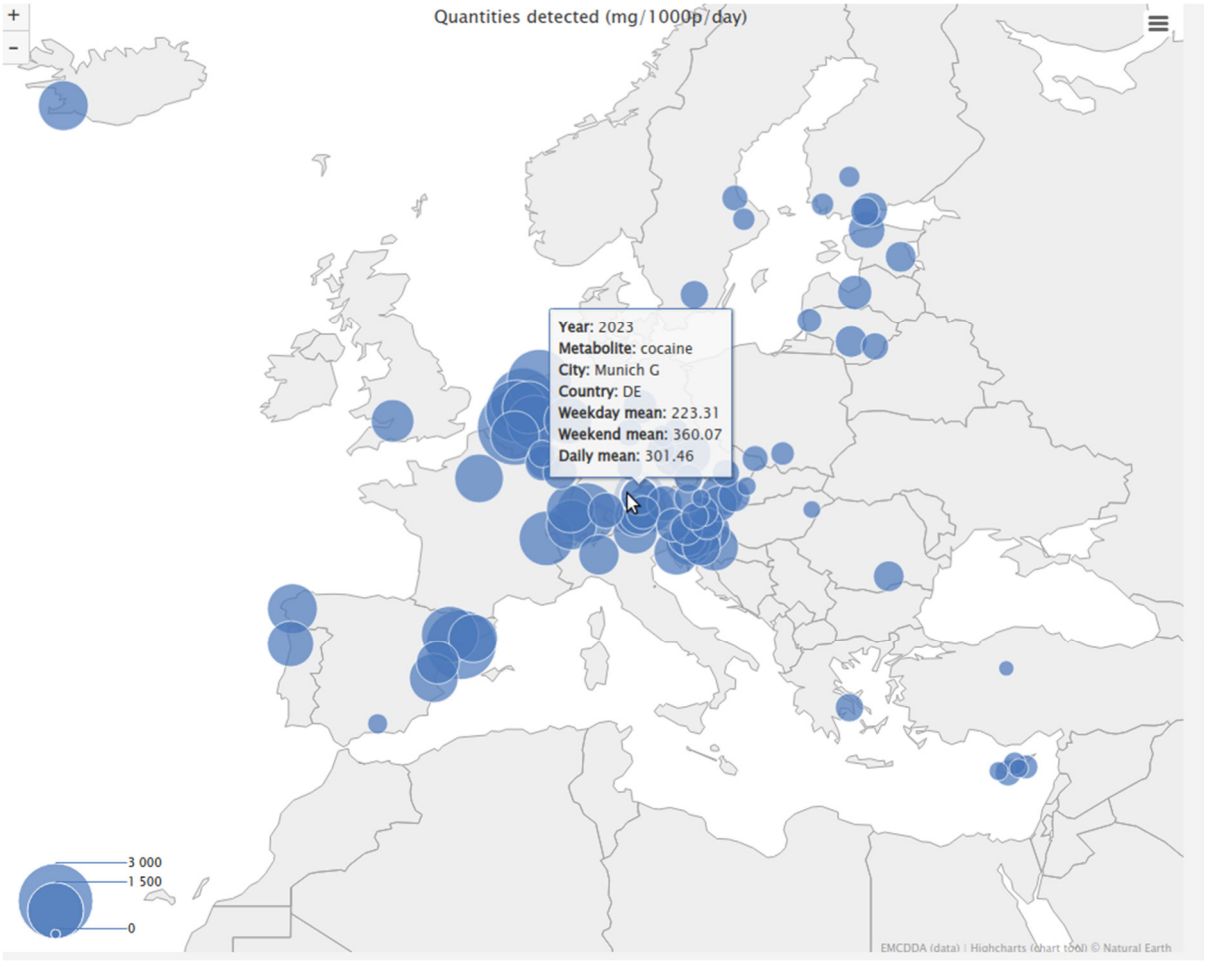 Quantities detected (mg/1000p/day)
+
-
Year: 2023
Metabolite: cocaine
City: Munich G
Country: DE
Weekday mean: 223.31
Weekend mean: 360.07
Daily mean: 301.46
3 000
1 500
0
EMCDDA (data) | Highcharts (chart tool) © Natural Earth